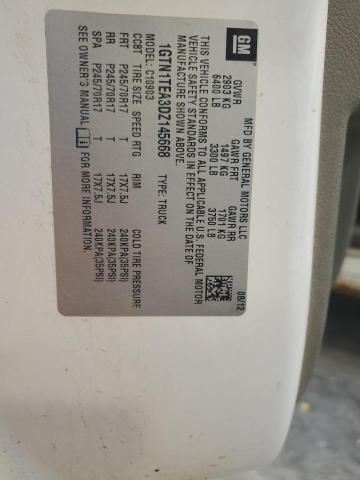 GM
MFD BY GENERAL MOTORS LLC
08/12
GVWR GAWR FRT GAWR RR
2903 KG 1497 KG 1701 KG
6400 LB 3300 LB 3750 LB
THIS VEHICLE CONFORMS TO ALL APPLICABLE U.S. FEDERAL MOTOR
VEHICLE SAFETY STANDARDS IN EFFECT ON THE DATE OF
MANUFACTURE SHOWN ABOVE.
1GTN1TEA3DZ145668 TYPE: TRUCK
MODEL: C10903
CC8T TIRE SIZE SPEED RTG RIM COLD TIRE PRESSURE
FRT P245/70R17 T 17X7.5J 240KPA(35PSI)
RR P245/70R17 T 17X7.5J 240KPA(35PSI)
SPA P245/70R17 T 17X7.5J 240KPA(35PSI)
SEE OWNER'S MANUAL FOR MORE INFORMATION.